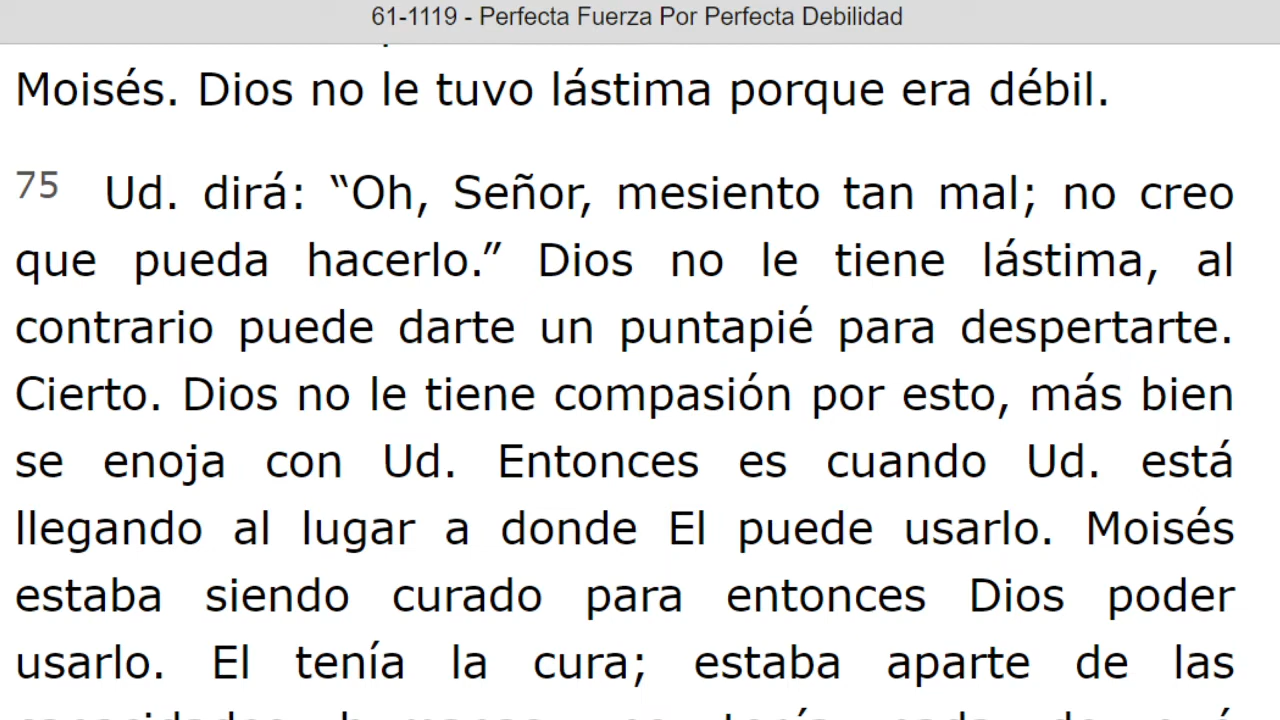 61-1119 - Perfecta Fuerza Por Perfecta Debilidad
Moisés. Dios no le tuvo lástima porque era débil.
75 Ud. dirá: “Oh, Señor, mesiento tan mal; no creo
que pueda hacerlo.” Dios no le tiene lástima, al
contrario puede darte un puntapié para despertarte.
Cierto. Dios no le tiene compasión por esto, más bien
se enoja con Ud. Entonces es cuando Ud. está
llegando al lugar a donde El puede usarlo. Moisés
estaba siendo curado para entonces Dios poder
usarlo. El tenía la cura; estaba aparte de las